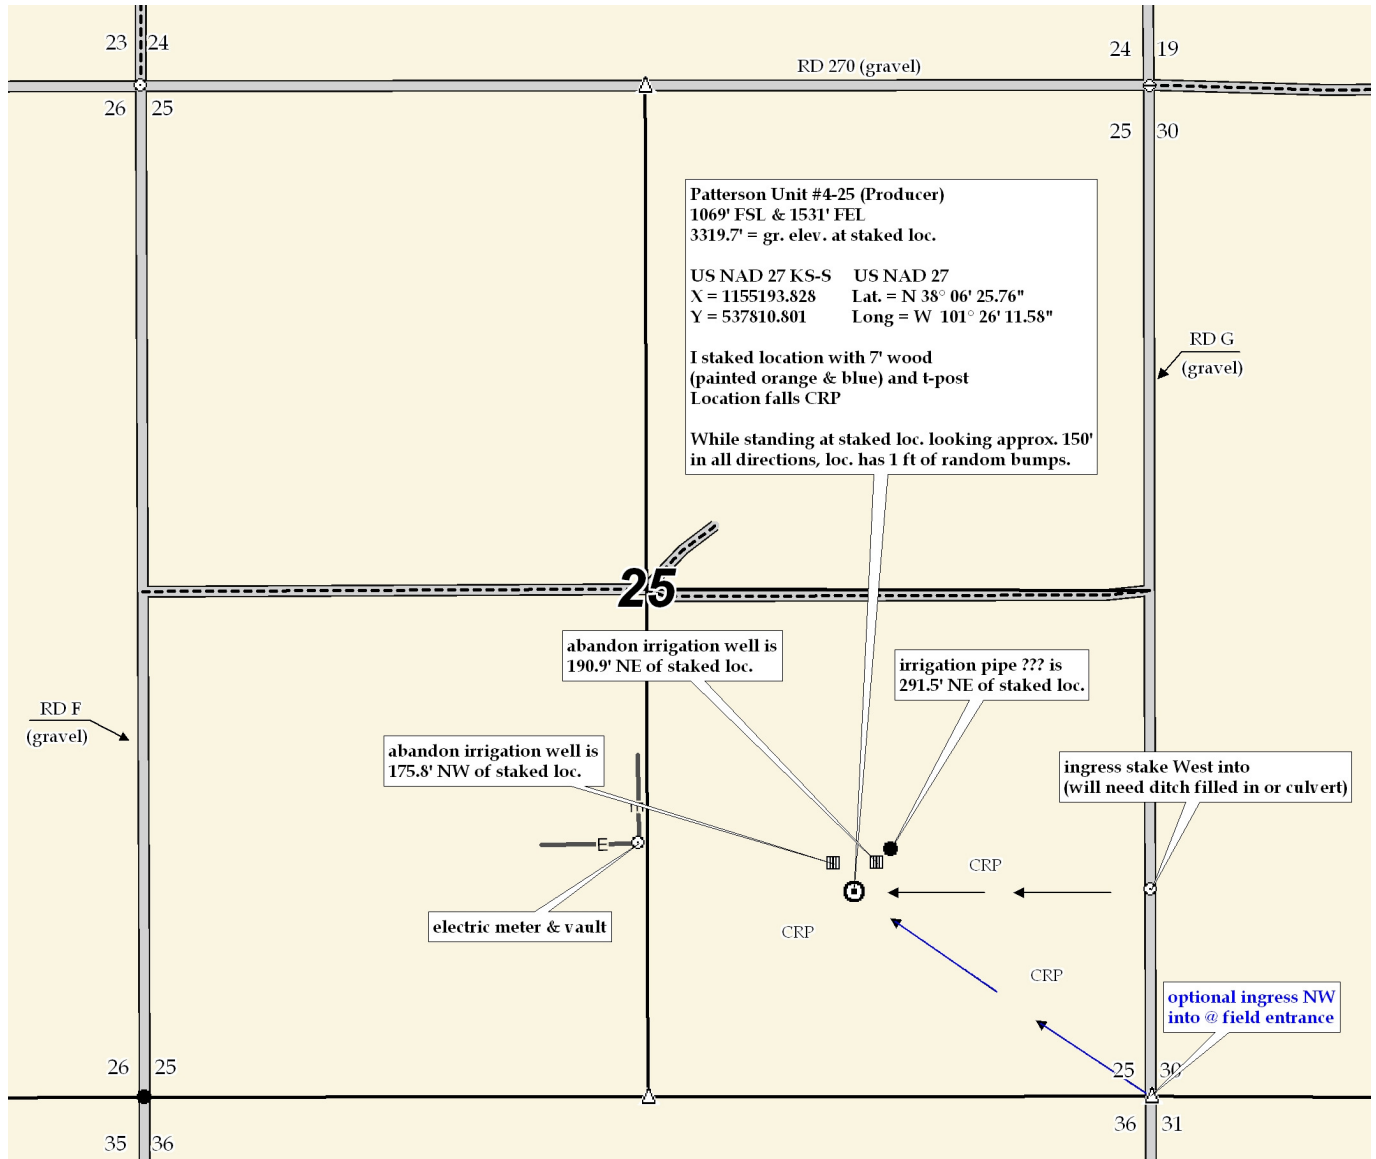 23 24
24 19
RD 270 (gravel)
26 25
25 30
Patterson Unit #4-25 (Producer)
1069' FSL & 1531' FEL
3319.7' = gr. elev. at staked loc.
US NAD 27 KS-S US NAD 27
X = 1155193.828 Lat. = N 38° 06' 25.76"
Y = 537810.801 Long = W 101° 26' 11.58"
I staked location with 7' wood
(painted orange & blue) and t-post
Location falls CRP
While standing at staked loc. looking approx. 150'
in all directions, loc. has 1 ft of random bumps.
RD G
(gravel)
25
abandon irrigation well is
190.9' NE of staked loc.
irrigation pipe ??? is
291.5' NE of staked loc.
RD F
(gravel)
abandon irrigation well is
175.8' NW of staked loc.
ingress stake West into
(will need ditch filled in or culvert)
E
E
CRP
electric meter & vault
CRP
CRP
optional ingress NW
into @ field entrance
26 25
25 30
35 36
36 31